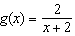 g(x) = 2/(x + 2)